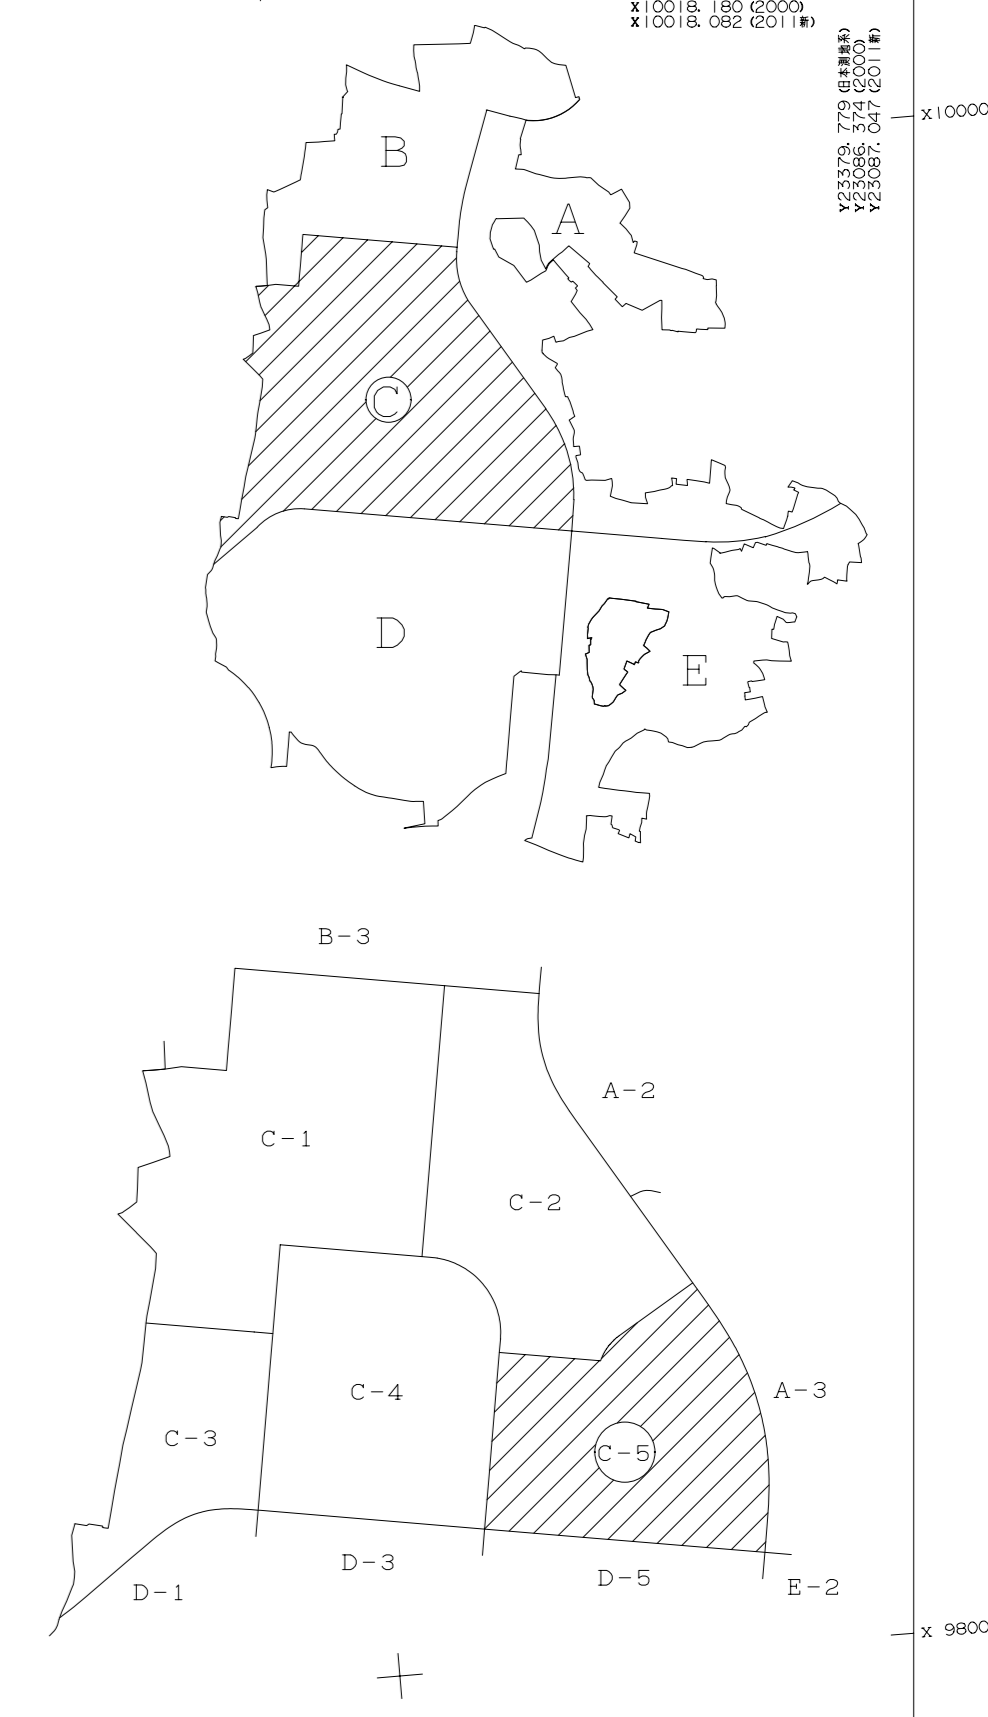 X10018. 180 (2000)
X10018. 082 (2011新)
Y23379. 779 (日本測地系)
Y23086. 374 (2000)
Y23087. 047 (2011新)
X10000
B
A
C
D
E
B-3
A-2
C-1
C-2
A-3
C-4
C-3
C-5
D-3
D-5
D-1
E-2
X 9800